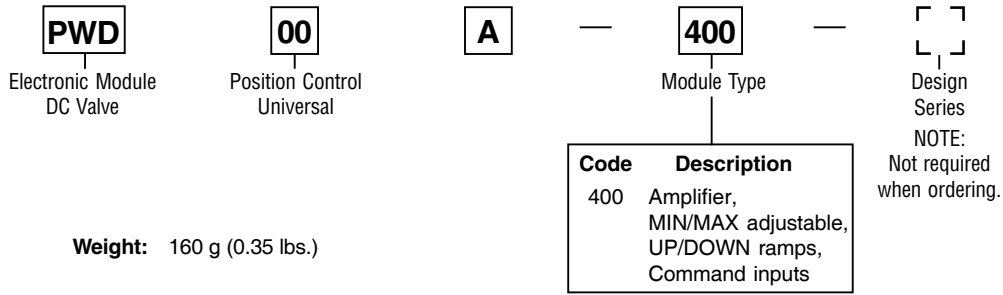 PWD 00 A — 400 —
Electronic Module
DC Valve
Position Control
Universal
Module Type
Design
Series
NOTE:
Not required
when ordering.
Code Description
400 Amplifier,
MIN/MAX adjustable,
UP/DOWN ramps,
Command inputs
Weight: 160 g (0.35 lbs.)